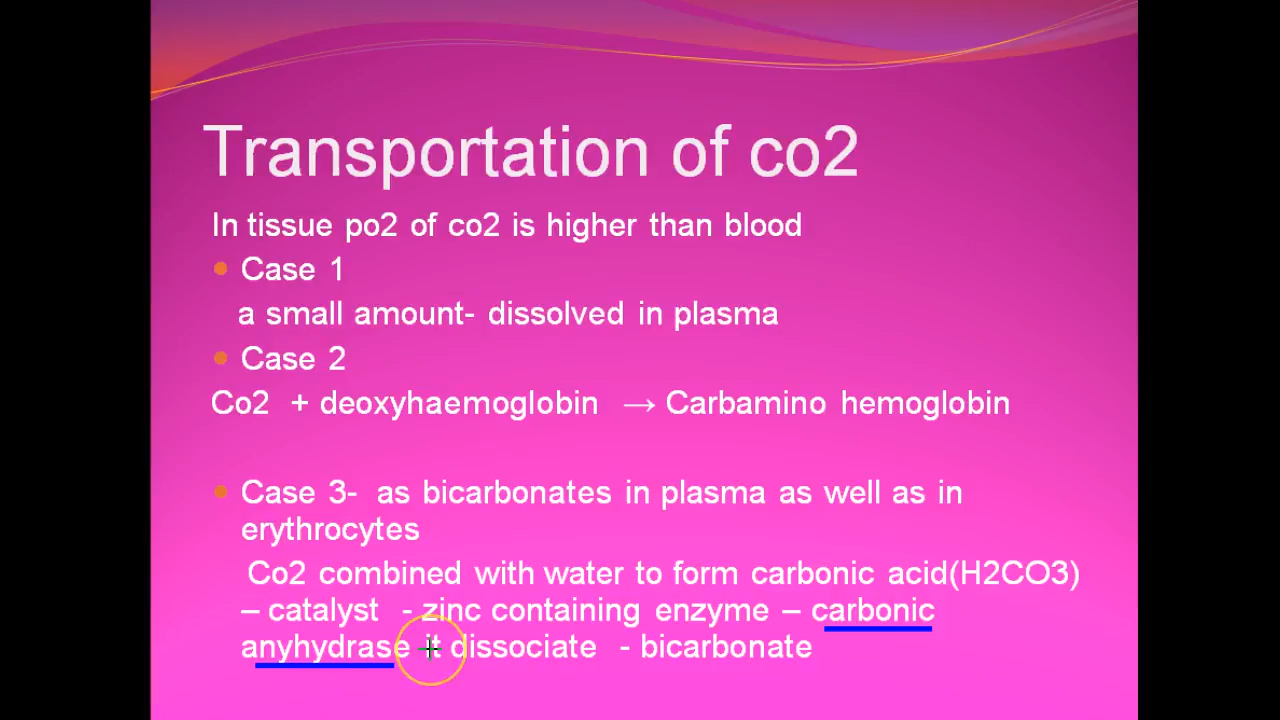 Transportation of co2
In tissue po2 of co2 is higher than blood
Case 1
a small amount- dissolved in plasma
Case 2
Co2 + deoxyhaemoglobin → Carbamino hemoglobin
Case 3- as bicarbonates in plasma as well as in
erythrocytes
Co2 combined with water to form carbonic acid(H2CO3)
– catalyst - zinc containing enzyme – carbonic
anyhydrase it dissociate - bicarbonate